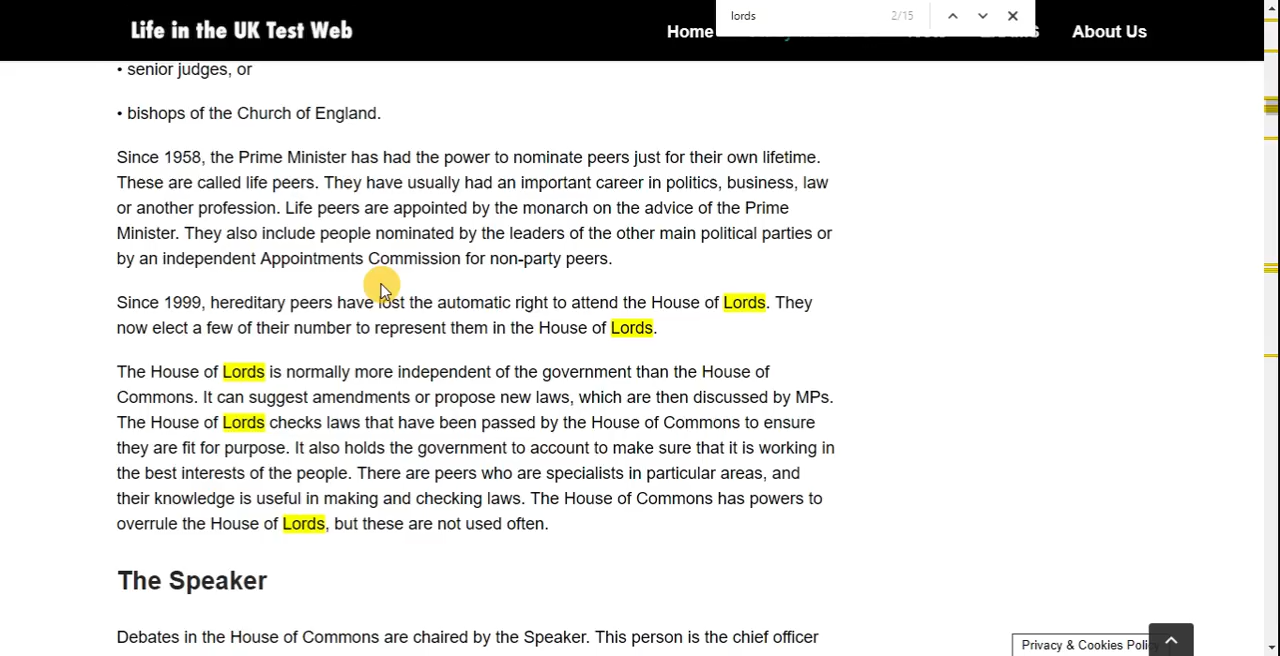 Life in the UK Test Web
lords 2/15
Home About Us
• senior judges, or
• bishops of the Church of England.
Since 1958, the Prime Minister has had the power to nominate peers just for their own lifetime.
These are called life peers. They have usually had an important career in politics, business, law
or another profession. Life peers are appointed by the monarch on the advice of the Prime
Minister. They also include people nominated by the leaders of the other main political parties or
by an independent Appointments Commission for non-party peers.
Since 1999, hereditary peers have lost the automatic right to attend the House of Lords. They
now elect a few of their number to represent them in the House of Lords.
The House of Lords is normally more independent of the government than the House of
Commons. It can suggest amendments or propose new laws, which are then discussed by MPs.
The House of Lords checks laws that have been passed by the House of Commons to ensure
they are fit for purpose. It also holds the government to account to make sure that it is working in
the best interests of the people. There are peers who are specialists in particular areas, and
their knowledge is useful in making and checking laws. The House of Commons has powers to
overrule the House of Lords, but these are not used often.
The Speaker
Debates in the House of Commons are chaired by the Speaker. This person is the chief officer
Privacy & Cookies